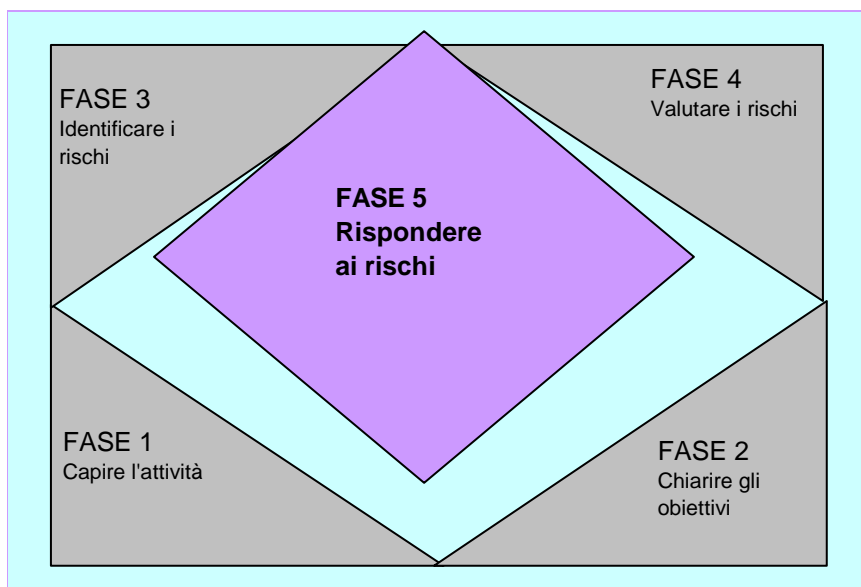 FASE 3
Identificare i
rischi
FASE 4
Valutare i rischi
FASE 5
Rispondere
ai rischi
FASE 1
Capire l'attività
FASE 2
Chiarire gli
obiettivi